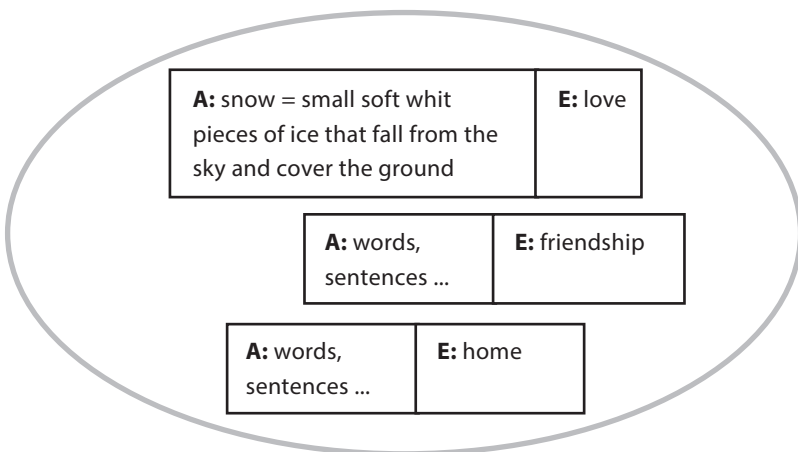 A: snow = small soft whit
pieces of ice that fall from the
sky and cover the ground
E: love
A: words,
sentences ...
E: friendship
A: words,
sentences ...
E: home